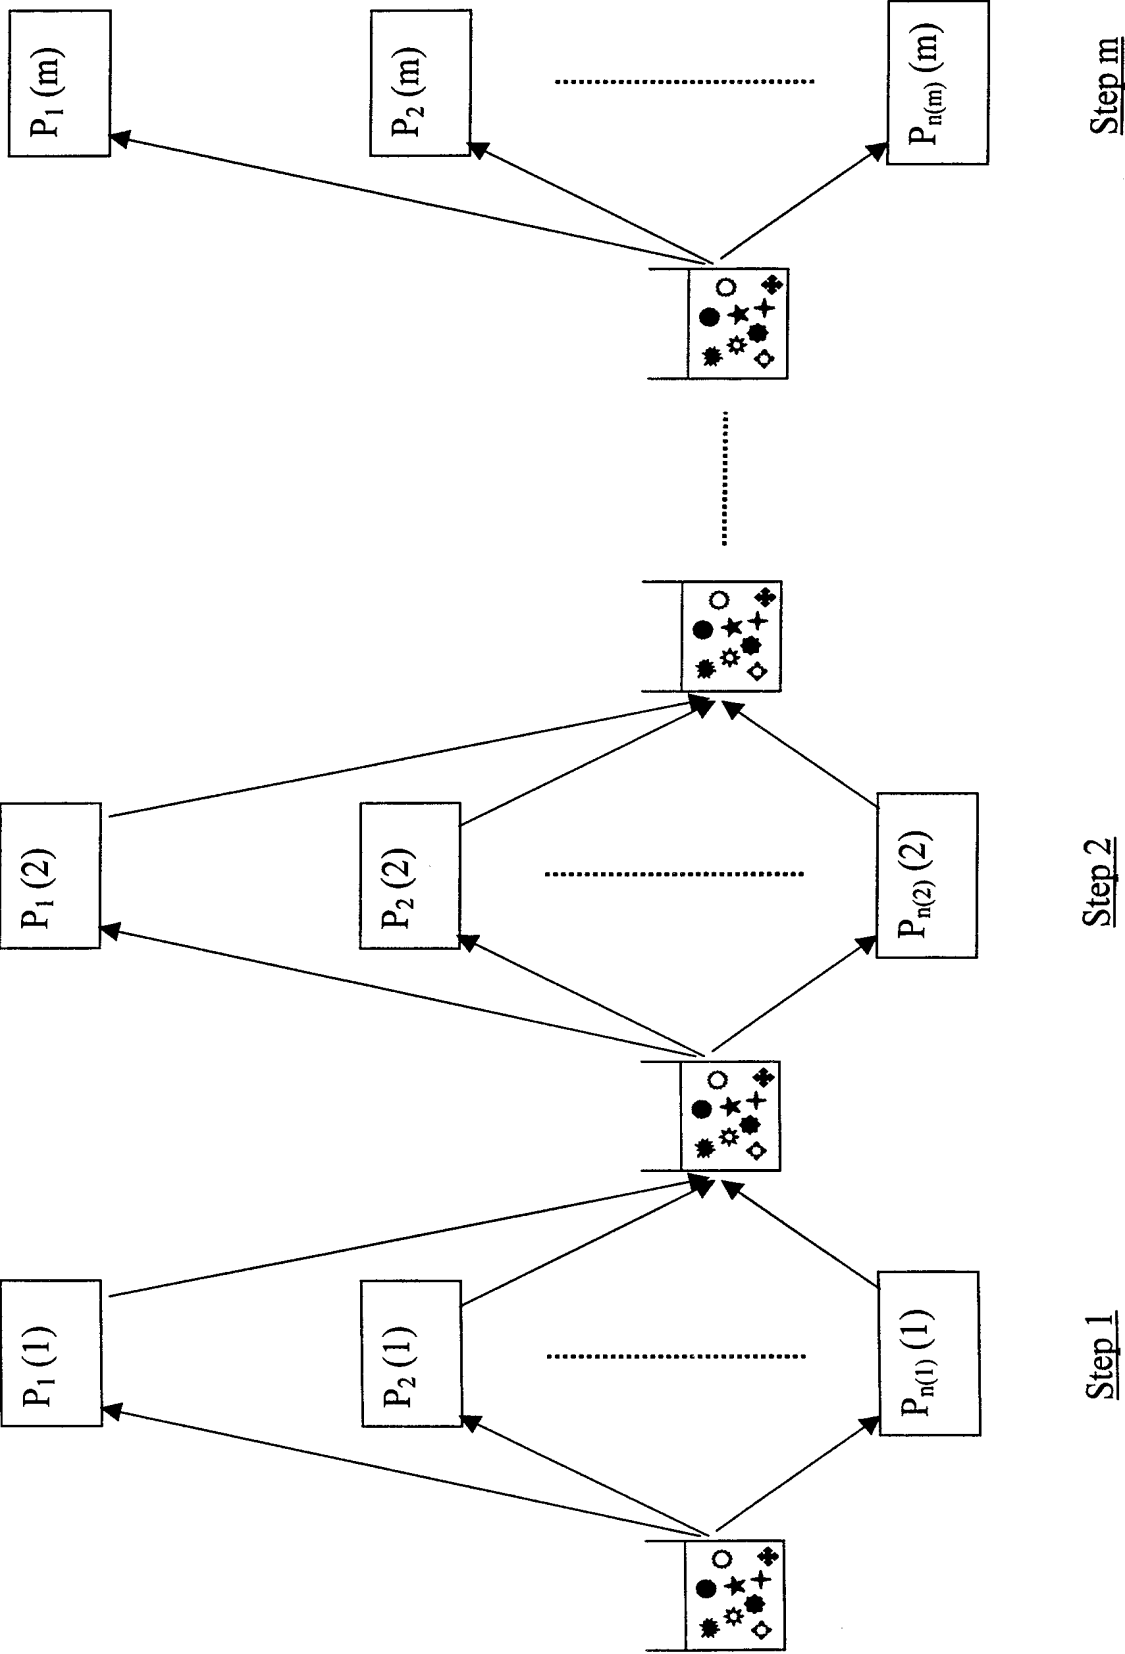 P₁ (1)
P₁ (2)
P₁ (m)
P₂ (1)
P₂ (2)
P₂ (m)
Pₙ₍₁₎ (1)
Pₙ₍₂₎ (2)
Pₙ₍ₘ₎ (m)
Step 1
Step 2
Step m